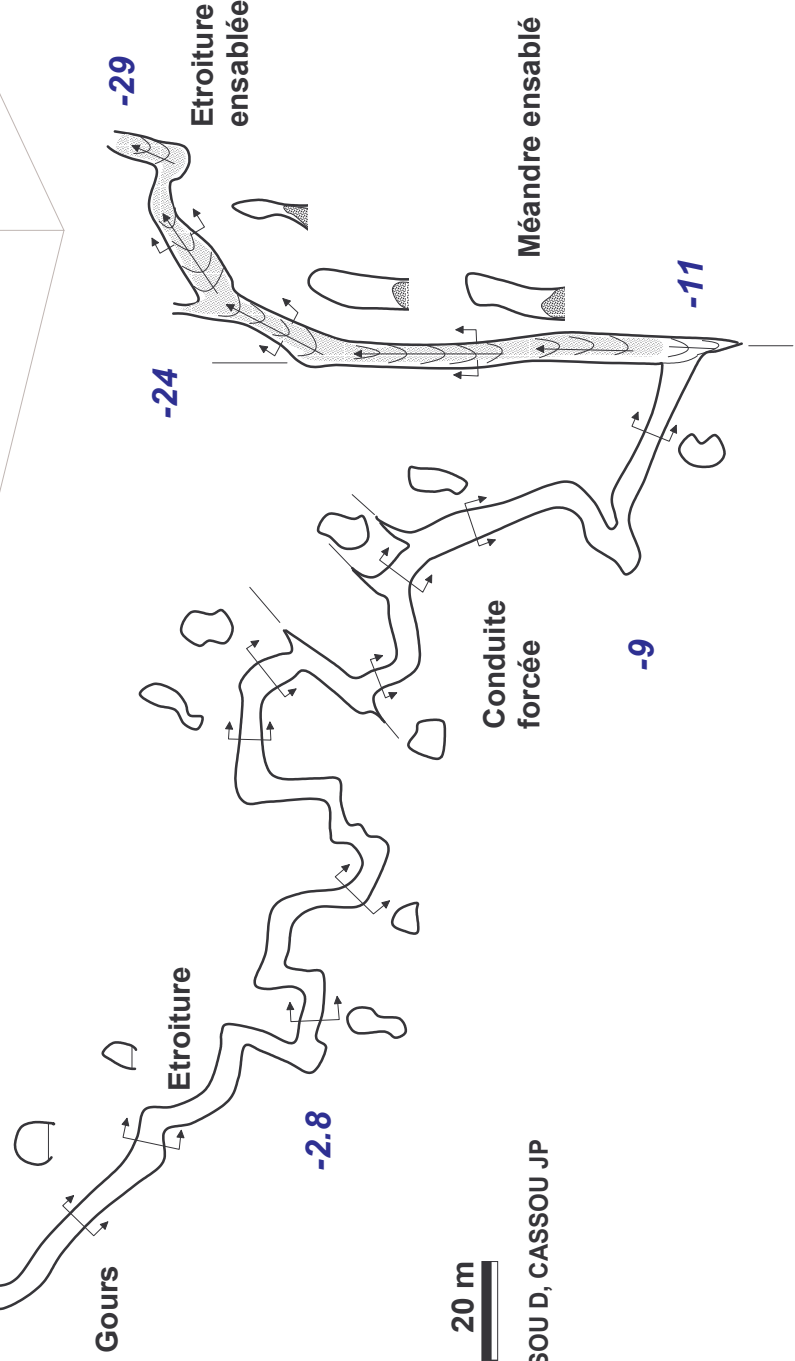 Gours
Etroiture
-2.8
20 m
SOU D, CASSOU JP
Conduite
forcée
-9
-11
-24
Méandre ensablé
Etroiture
ensablée
-29